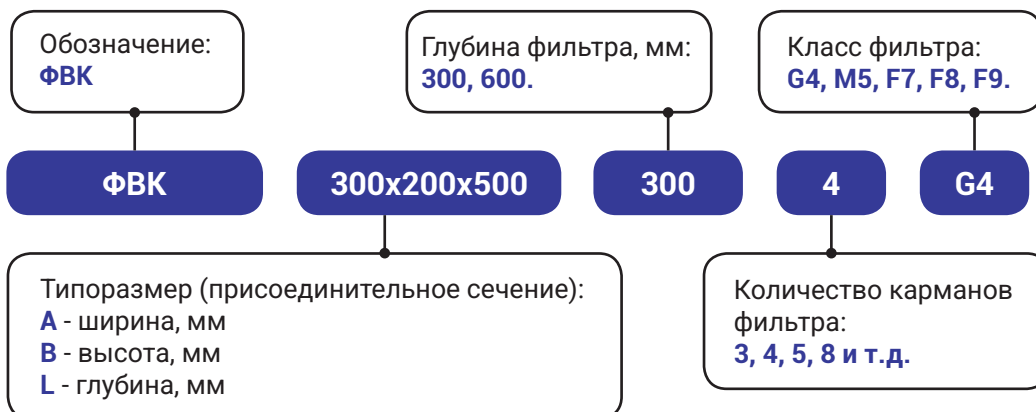 Обозначение:
ФВК
Глубина фильтра, мм:
300, 600.
Класс фильтра:
G4, M5, F7, F8, F9.
ФВК
300x200x500
300
4
G4
Типоразмер (присоединительное сечение):
A - ширина, мм
B - высота, мм
L - глубина, мм
Количество карманов
фильтра:
3, 4, 5, 8 и т.д.